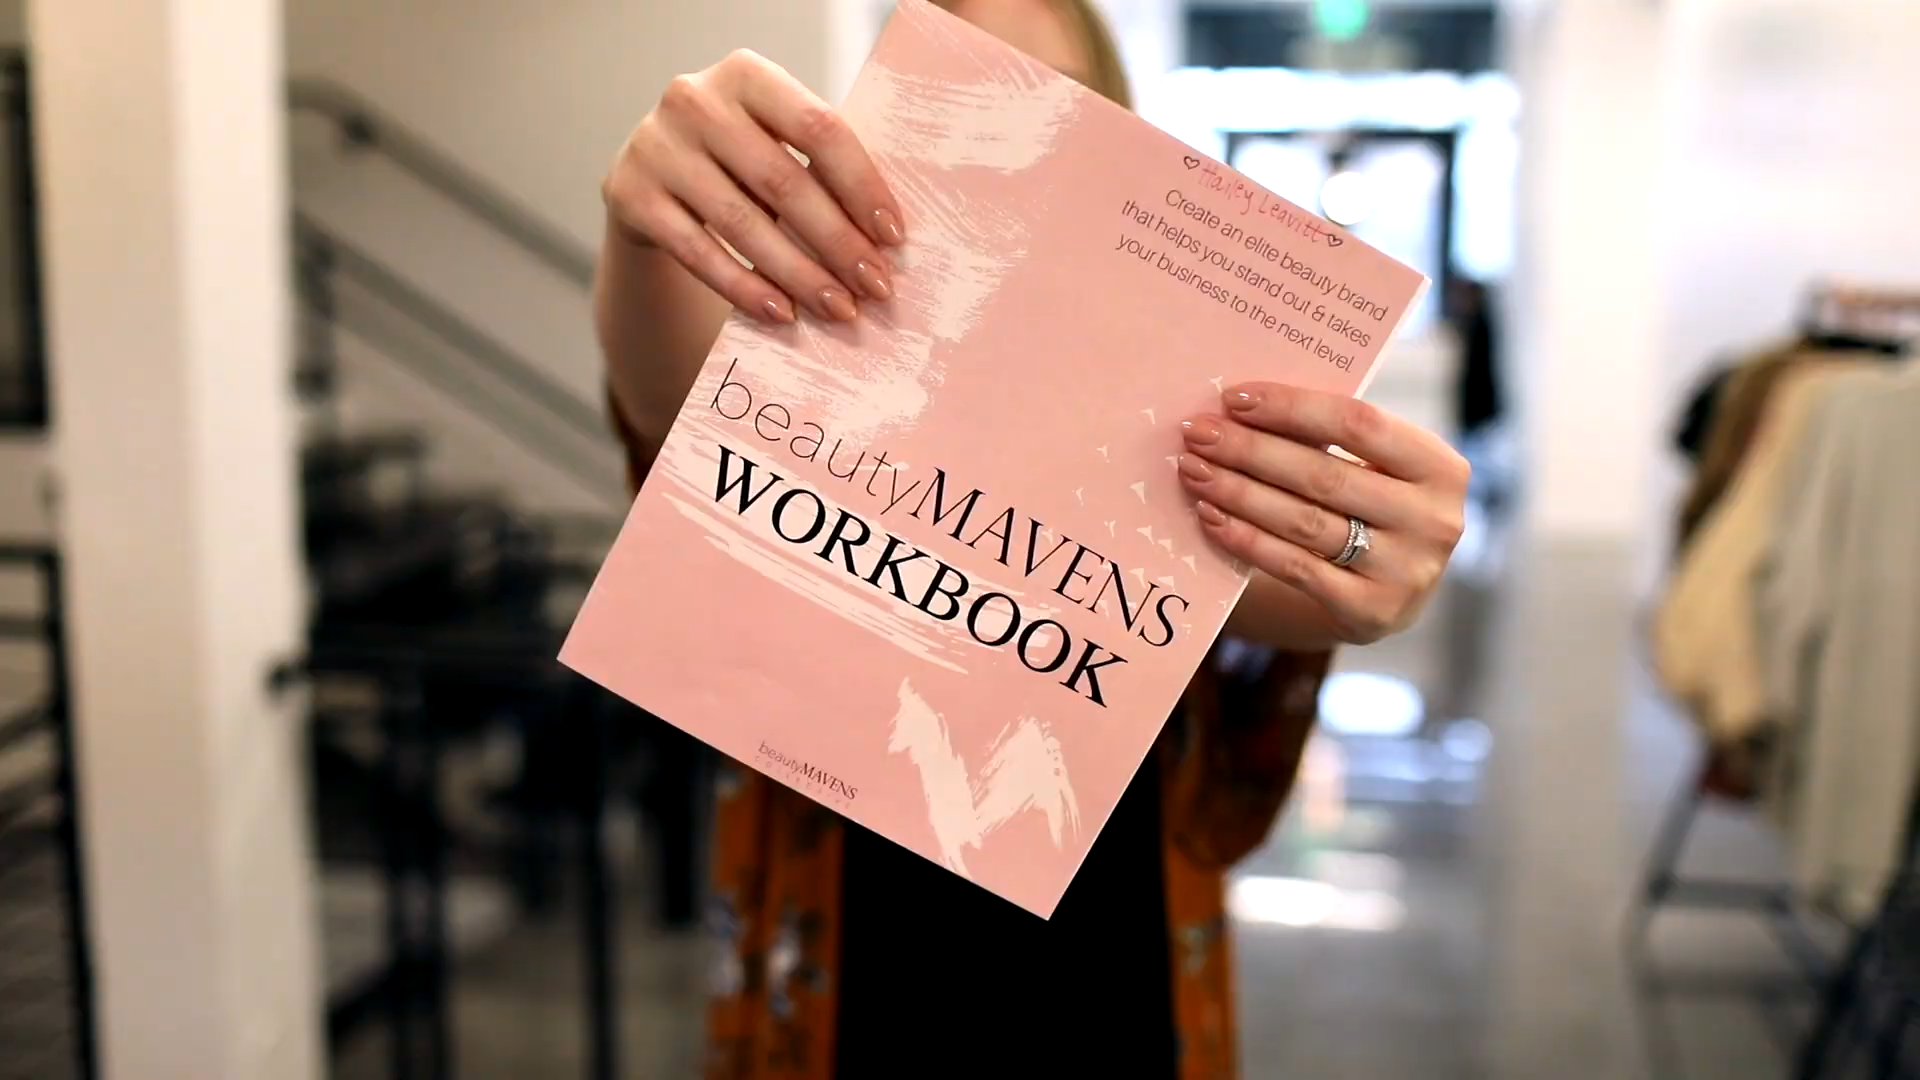 ♡ Hailey Leavitt ♡
Create an elite beauty brand
that helps you stand out & takes
your business to the next level.
beautyMAVENS
WORKBOOK
beautyMAVENS